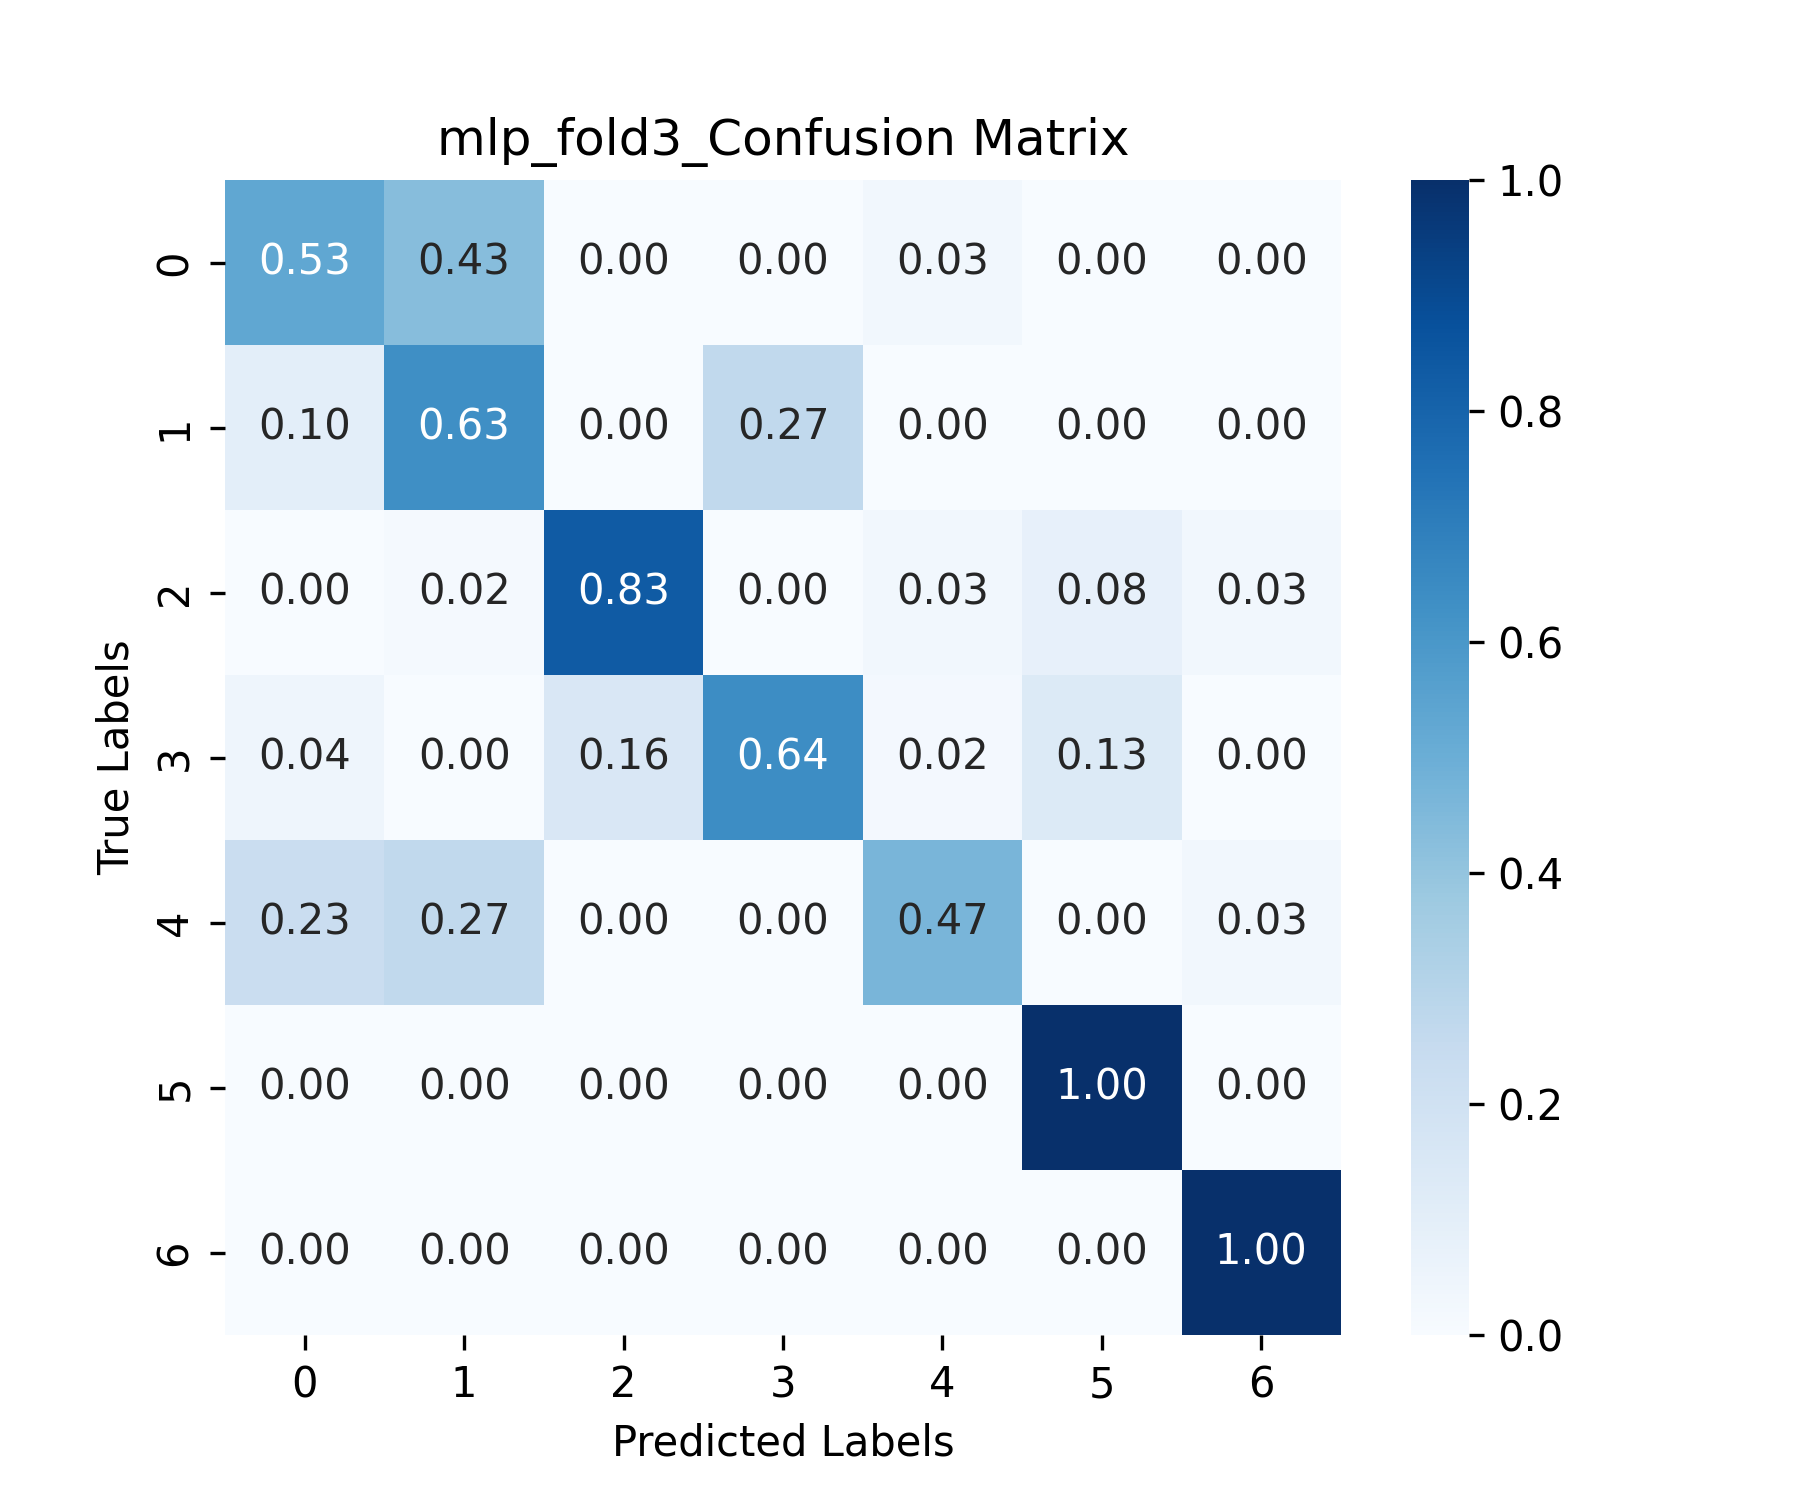 mlp_fold3_Confusion Matrix
0 0.53 0.43 0.00 0.00 0.03 0.00 0.00
1 0.10 0.63 0.00 0.27 0.00 0.00 0.00
2 0.00 0.02 0.83 0.00 0.03 0.08 0.03
3 0.04 0.00 0.16 0.64 0.02 0.13 0.00
4 0.23 0.27 0.00 0.00 0.47 0.00 0.03
5 0.00 0.00 0.00 0.00 0.00 1.00 0.00
6 0.00 0.00 0.00 0.00 0.00 0.00 1.00
0 1 2 3 4 5 6
Predicted Labels
True Labels
1.0
0.8
0.6
0.4
0.2
0.0